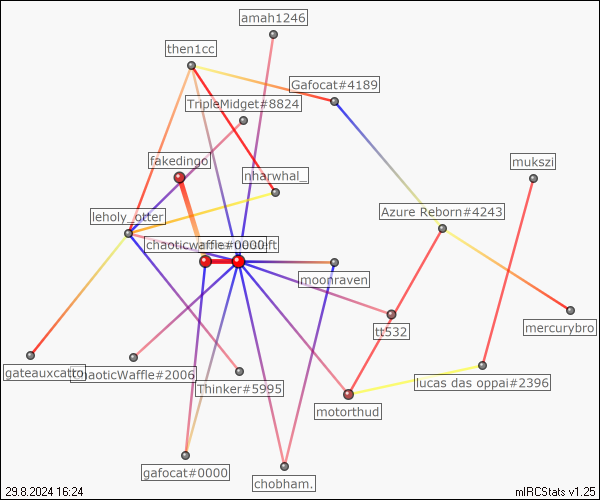 amah1246
then1cc
Gafocat#4189
TripleMidget#8824
fakedingo
mukszi
nharwhal_
leholy_otter
Azure Reborn#4243
chaoticwaffle#0000
moonraven
mercurybro
tt532
gateauxcatto
chaoticWaffle#2006
Thinker#5995
lucas das oppai#2396
motorthud
gafocat#0000
chobham.
29.8.2024 16:24
mIRCStats v1.25